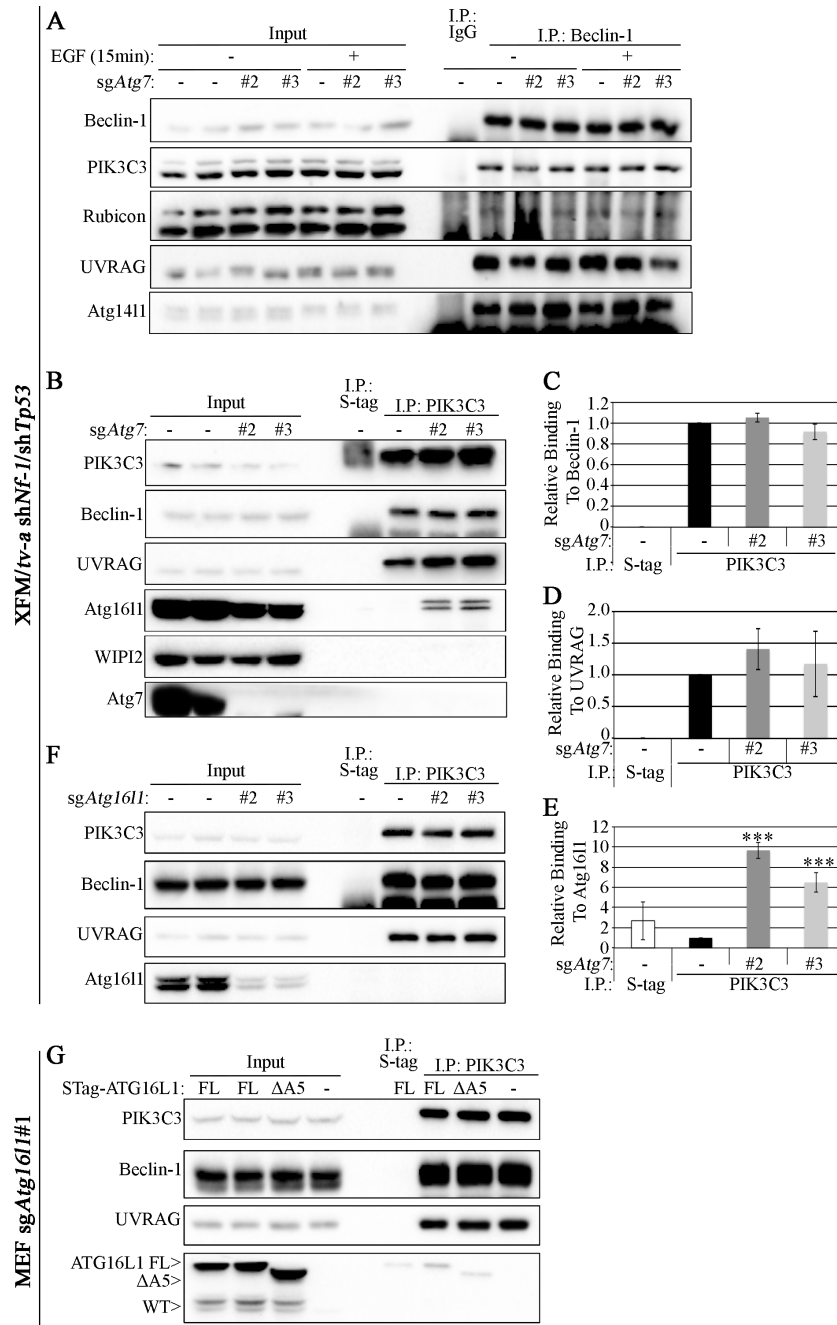 A
Input
I.P.: IgG
I.P.: Beclin-1
EGF (15min): - + - +
sgAtg7: - - #2 #3 - #2 #3 - - #2 #3 - #2 #3
Beclin-1
PIK3C3
Rubicon
UVRAG
Atg14l1
XFM/tv-a shNf-1/shTp53
B
Input
I.P.: S-tag
I.P: PIK3C3
sgAtg7: - - #2 #3 - - #2 #3
PIK3C3
Beclin-1
UVRAG
Atg16l1
WIPI2
Atg7
C
Relative Binding To Beclin-1
1.2
1.0
0.8
0.6
0.4
0.2
0
sgAtg7: - - #2 #3
I.P.: S-tag PIK3C3
D
Relative Binding To UVRAG
2.0
1.5
1.0
0.5
0.0
sgAtg7: - - #2 #3
I.P.: S-tag PIK3C3
E
Relative Binding To Atg16l1
12
10
8
6
4
2
0
*** ***
sgAtg7: - - #2 #3
I.P.: S-tag PIK3C3
F
Input
I.P.: S-tag
I.P: PIK3C3
sgAtg16l1: - - #2 #3 - - #2 #3
PIK3C3
Beclin-1
UVRAG
Atg16l1
MEF sgAtg16l1#1
G
Input
I.P.: S-tag
I.P: PIK3C3
STag-ATG16L1: FL FL ΔA5 - FL FL ΔA5 -
PIK3C3
Beclin-1
UVRAG
ATG16L1 FL>
ΔA5>
WT>